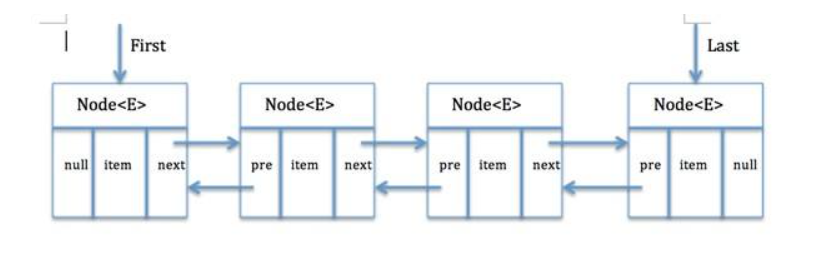 First Last
Node<E> Node<E> Node<E> Node<E>
null item next pre item next pre item next pre item null